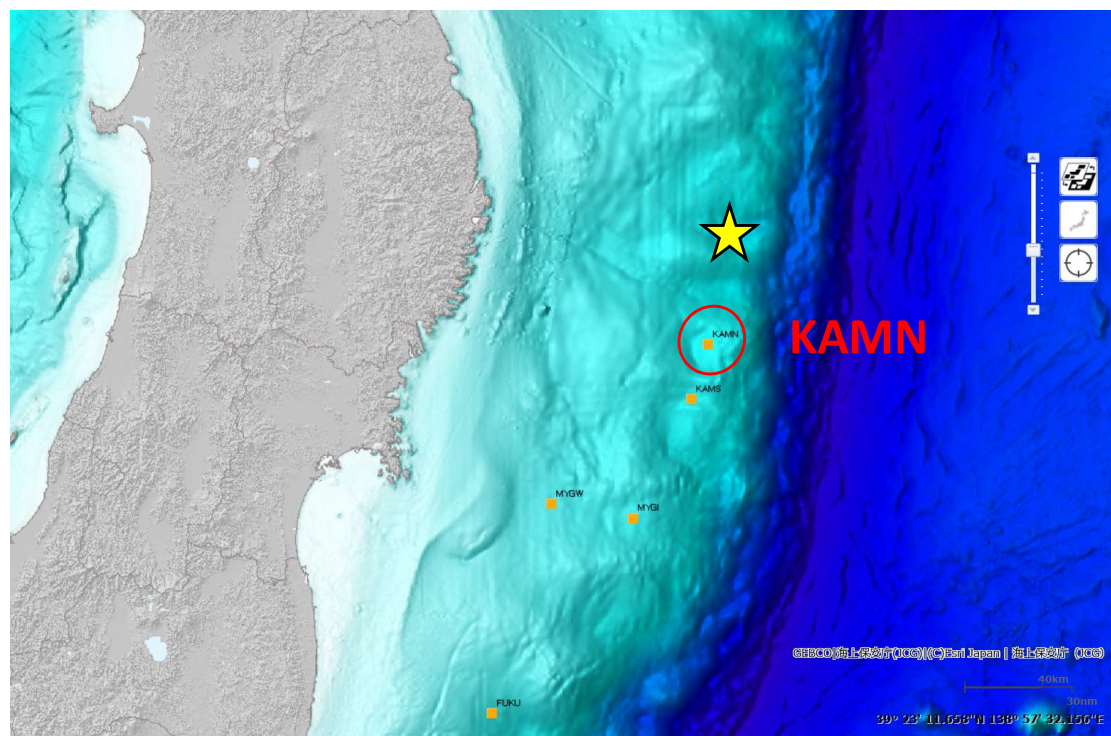 KAMN
KAMN
KAMS
MYGW
MYGI
FUKU
GEBCO|海上保安庁(JCG)|(C)Esri Japan | 海上保安庁 (JCG)
40km
30nm
39° 23' 11.658"N 138° 57' 32.156"E